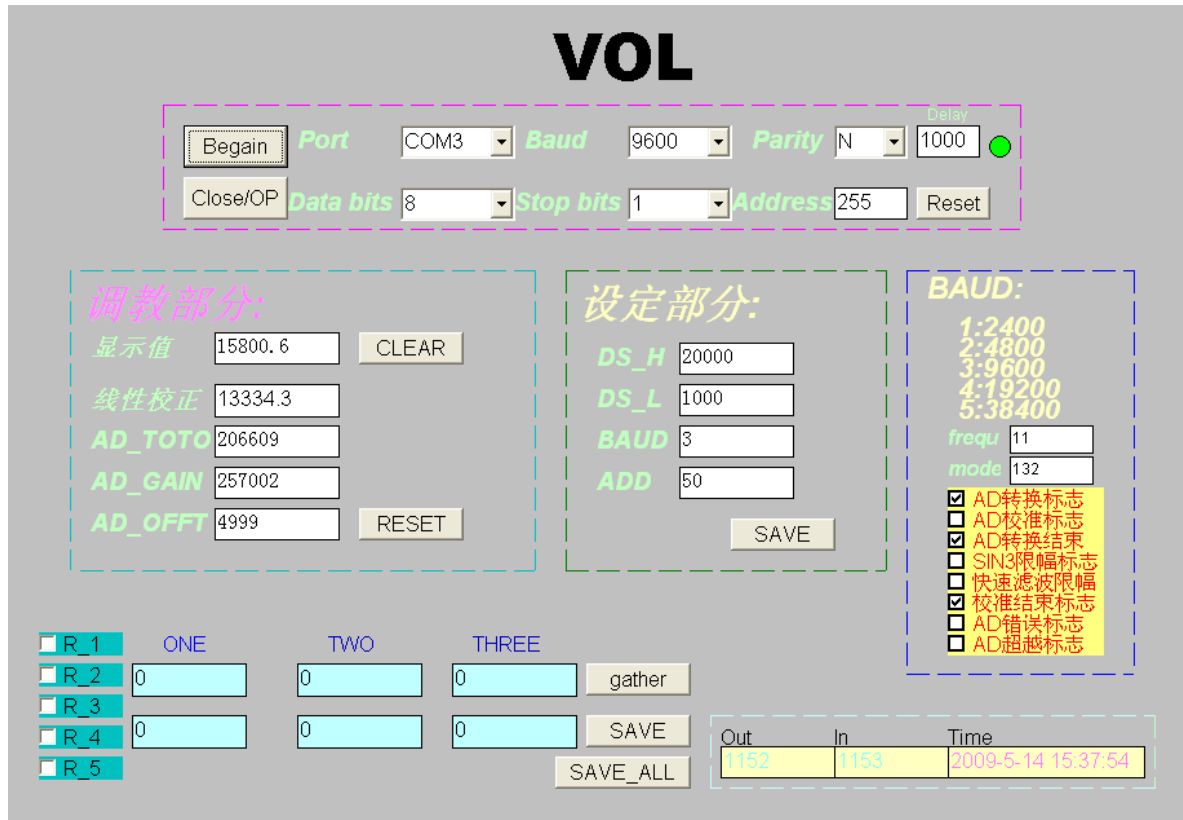 VOL
Delay
Begain Port COM3 Baud 9600 Parity N 1000
Close/OP Data bits 8 Stop bits 1 Address 255 Reset
调教部分:
显示值 15800.6 CLEAR
线性校正 13334.3
AD_TOTO 206609
AD_GAIN 257002
AD_OFFT 4999 RESET
设定部分:
DS_H 20000
DS_L 1000
BAUD 3
ADD 50
SAVE
BAUD:
1:2400
2:4800
3:9600
4:19200
5:38400
frequ 11
mode 132
AD转换标志
AD校准标志
AD转换结束
SIN3限幅标志
快速滤波限幅
校准结束标志
AD错误标志
AD超越标志
R_1 ONE TWO THREE
R_2 0 0 0 gather
R_3
R_4 0 0 0 SAVE
R_5 SAVE_ALL
Out In Time
1152 1153 2009-5-14 15:37:54